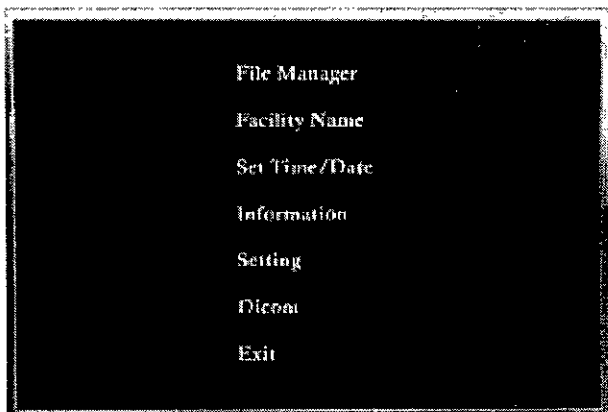 File Manager
Facility Name
Set Time/Date
Information
Setting
Dicom
Exit